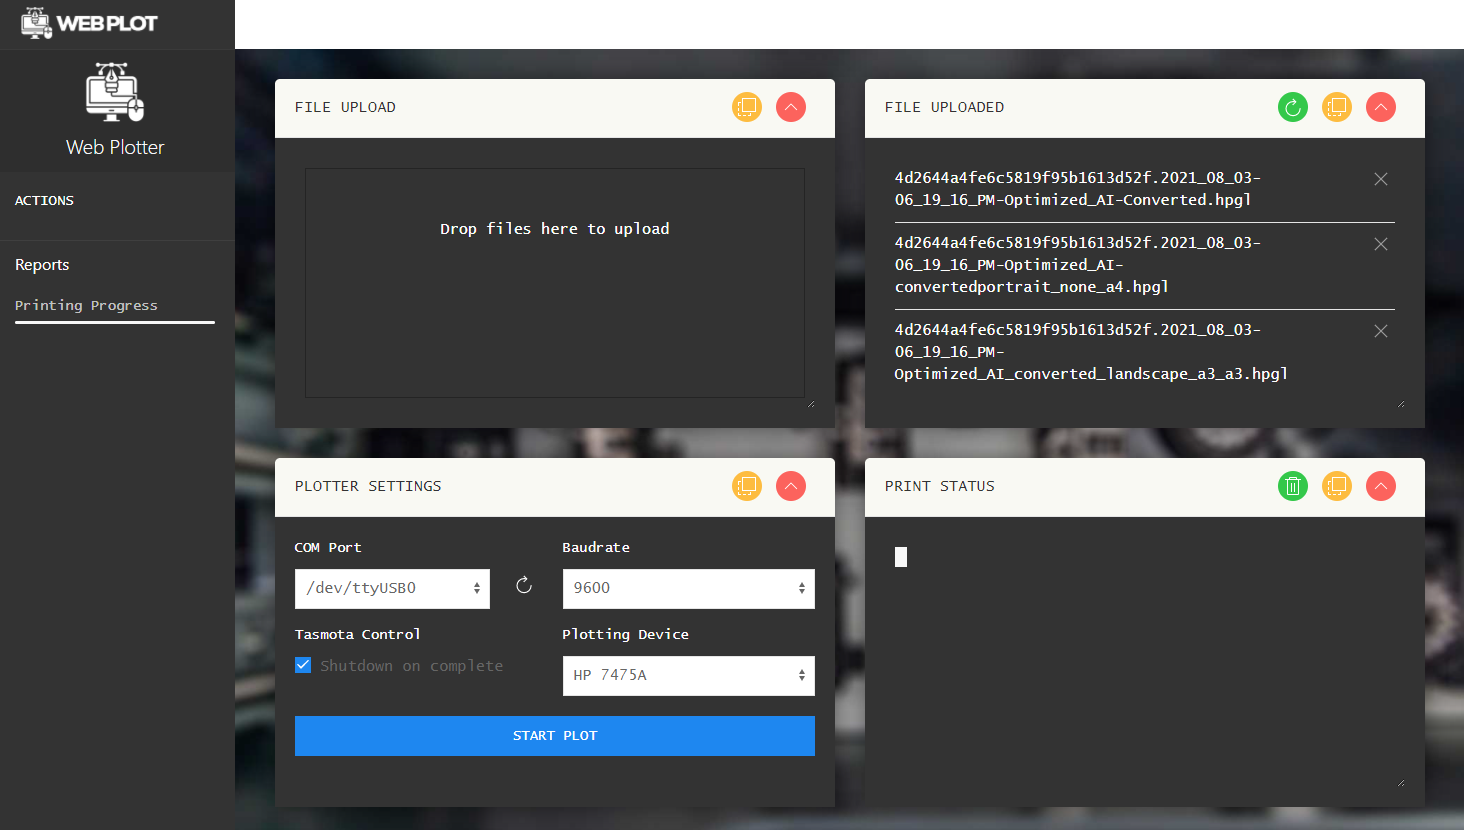 WEBPLOT
Web Plotter
ACTIONS
Reports
Printing Progress
FILE UPLOAD
Drop files here to upload
FILE UPLOADED
4d2644a4fe6c5819f95b1613d52f.2021_08_03-
06_19_16_PM-Optimized_AI-Converted.hpgl
4d2644a4fe6c5819f95b1613d52f.2021_08_03-
06_19_16_PM-Optimized_AI-
convertedportrait_none_a4.hpgl
4d2644a4fe6c5819f95b1613d52f.2021_08_03-
06_19_16_PM-
Optimized_AI_converted_landscape_a3_a3.hpgl
PLOTTER SETTINGS
COM Port
/dev/ttyUSB0
Baudrate
9600
Tasmota Control
Shutdown on complete
Plotting Device
HP 7475A
START PLOT
PRINT STATUS